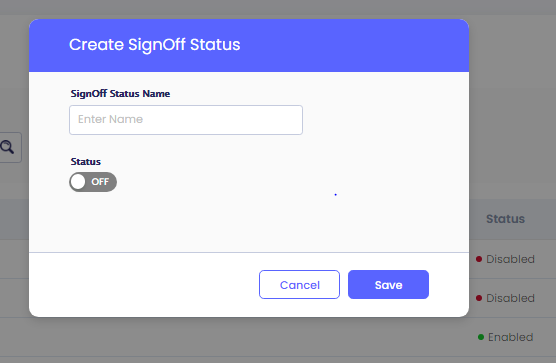 Create SignOff Status
SignOff Status Name
Enter Name
Status
OFF
Status
Disabled
Disabled
Enabled
Cancel
Save